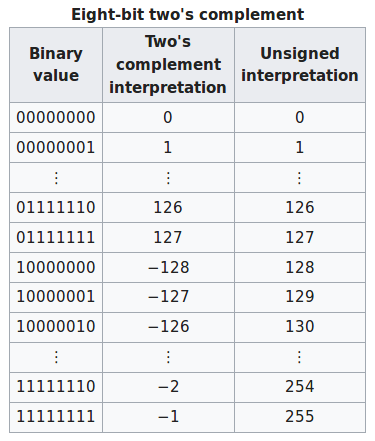 Eight-bit two's complement
Binary value Two's complement interpretation Unsigned interpretation
00000000 0 0
00000001 1 1
⋮ ⋮ ⋮
01111110 126 126
01111111 127 127
10000000 −128 128
10000001 −127 129
10000010 −126 130
⋮ ⋮ ⋮
11111110 −2 254
11111111 −1 255